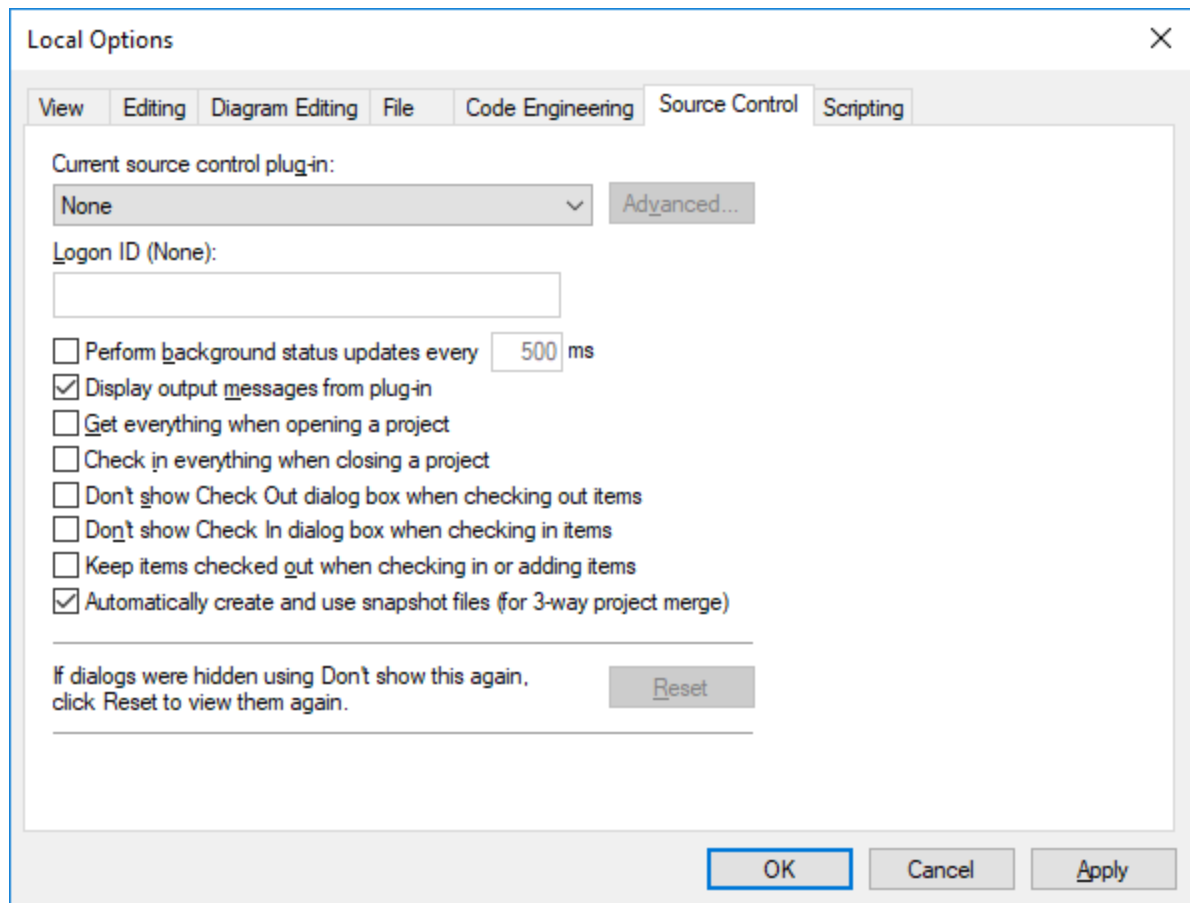 Local Options
View Editing Diagram Editing File Code Engineering Source Control Scripting
Current source control plug-in:
None Advanced...
Logon ID (None):
Perform background status updates every 500 ms
Display output messages from plug-in
Get everything when opening a project
Check in everything when closing a project
Don't show Check Out dialog box when checking out items
Don't show Check In dialog box when checking in items
Keep items checked out when checking in or adding items
Automatically create and use snapshot files (for 3-way project merge)
If dialogs were hidden using Don't show this again,
click Reset to view them again.
Reset
OK Cancel Apply